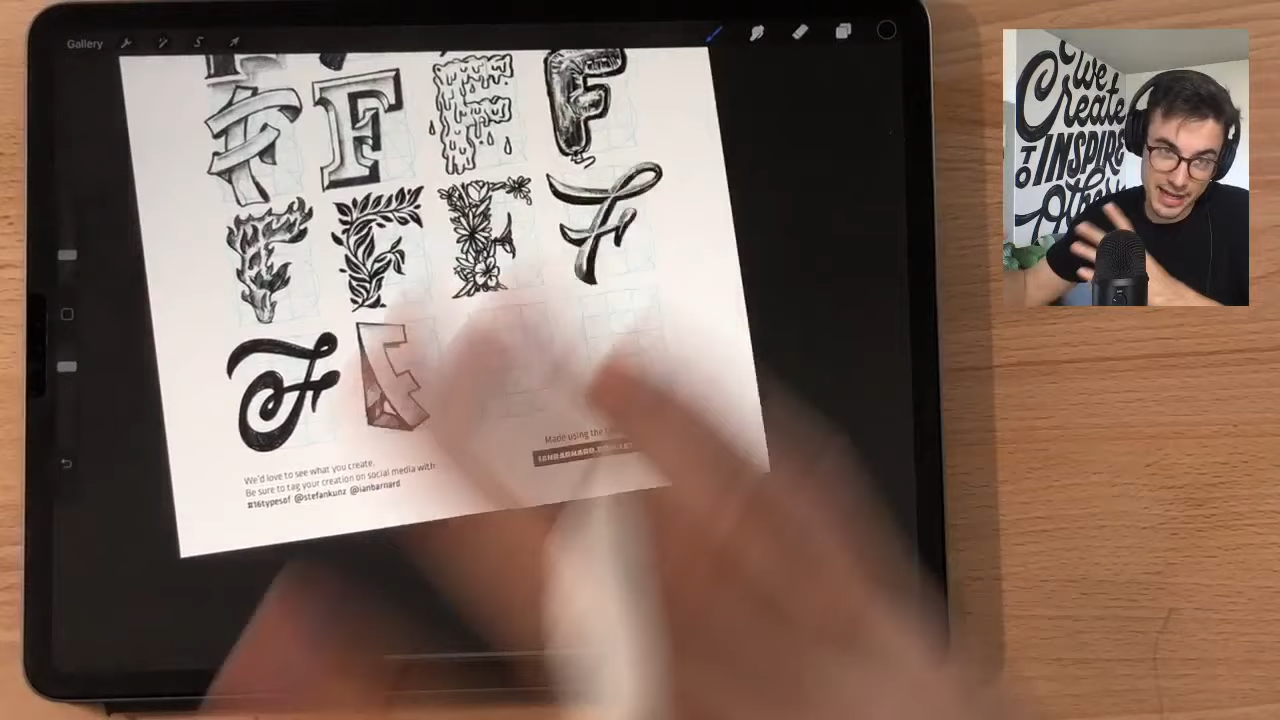 Gallery
We
Create
TO
INSPIRE
Others
F
F
F
F
F
F
F
F
F
F
We'd love to see what you create.
Be sure to tag your creation on social media with
#16typesof @stefankunz @ianbarnard
Made using the